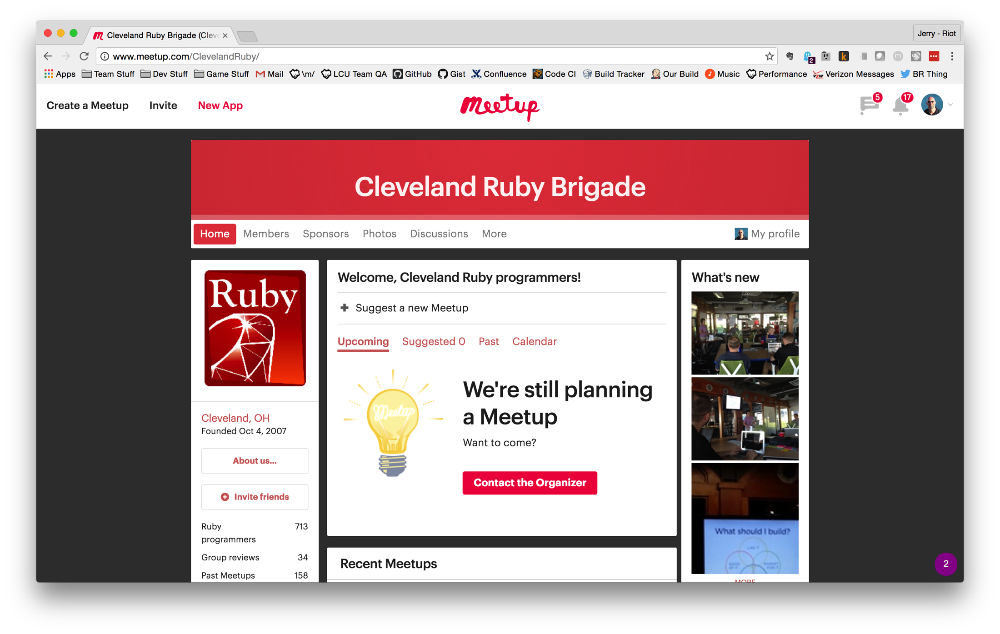 Cleveland Ruby Brigade (Cleve
Jerry - Riot
www.meetup.com/ClevelandRuby/
2
Apps Team Stuff Dev Stuff Game Stuff Mail \m/ LCU Team QA GitHub Gist Confluence Code CI Build Tracker Our Build Music Performance Verizon Messages BR Thing
Create a Meetup Invite New App
Meetup
5
17
Cleveland Ruby Brigade
Home Members Sponsors Photos Discussions More
My profile
Ruby
Cleveland, OH
Founded Oct 4, 2007
About us...
Invite friends
Ruby programmers 713
Group reviews 34
Past Meetups 158
Welcome, Cleveland Ruby programmers!
Suggest a new Meetup
Upcoming Suggested 0 Past Calendar
Meetup
We're still planning
a Meetup
Want to come?
Contact the Organizer
Recent Meetups
What's new
What should I build?
MORE
2